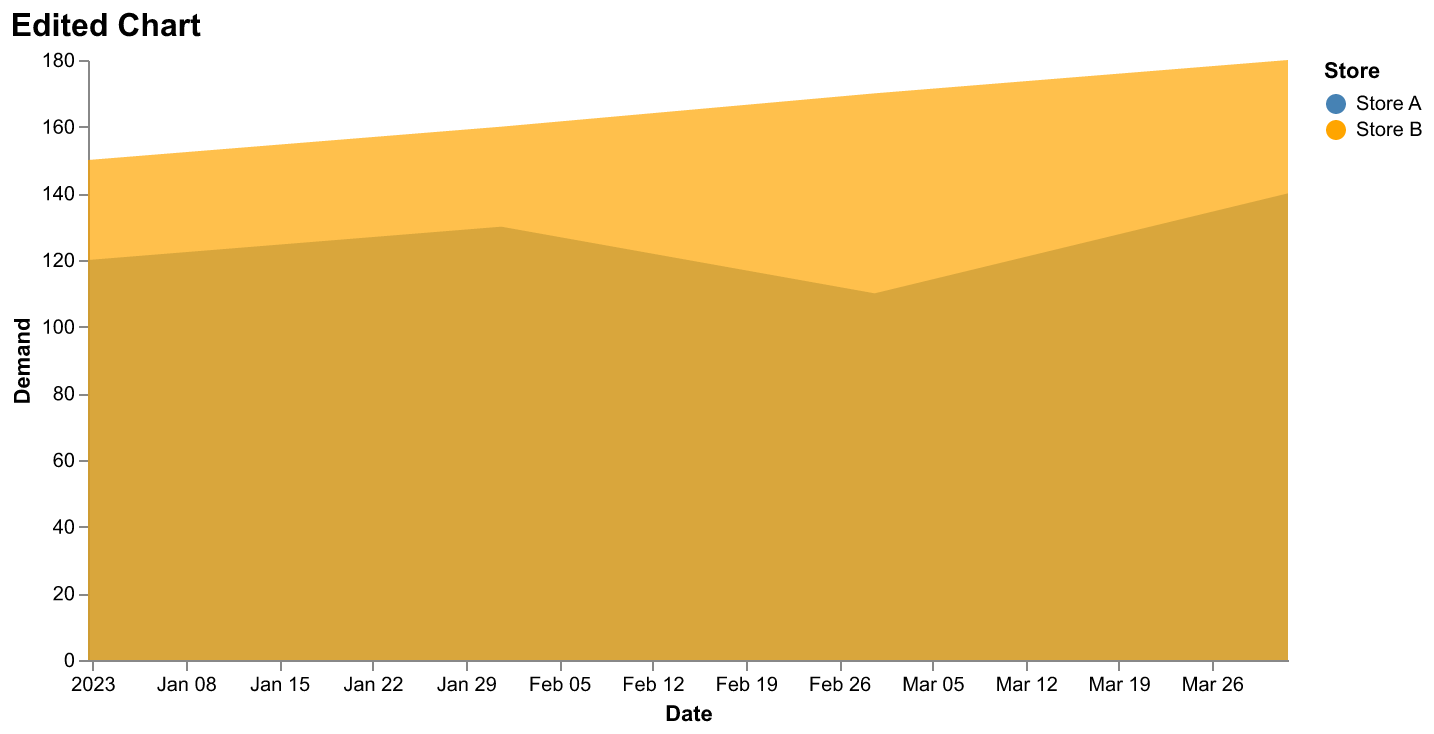 Edited Chart
180
160
140
120
100
80
60
40
20
0
Demand
2023 Jan 08 Jan 15 Jan 22 Jan 29 Feb 05 Feb 12 Feb 19 Feb 26 Mar 05 Mar 12 Mar 19 Mar 26
Date
Store
Store A
Store B